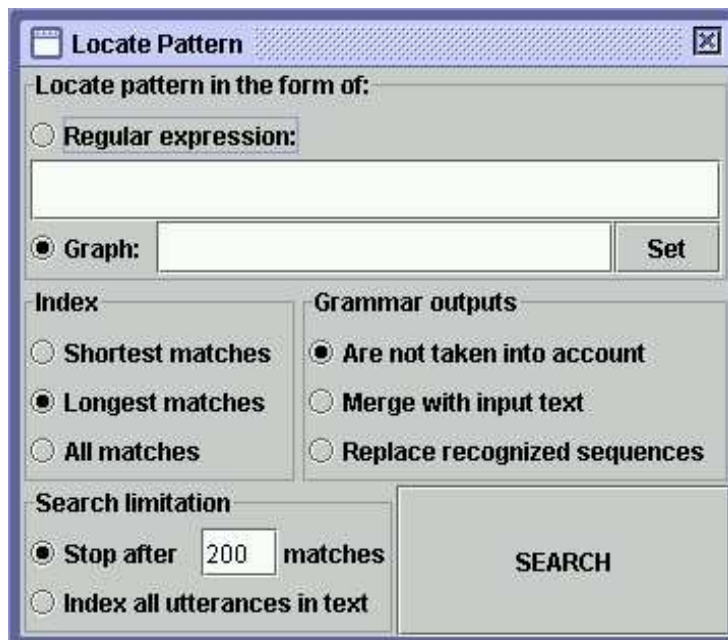 Locate Pattern
Locate pattern in the form of:
Regular expression:
Graph:
Set
Index
Shortest matches
Longest matches
All matches
Grammar outputs
Are not taken into account
Merge with input text
Replace recognized sequences
Search limitation
Stop after 200 matches
Index all utterances in text
SEARCH